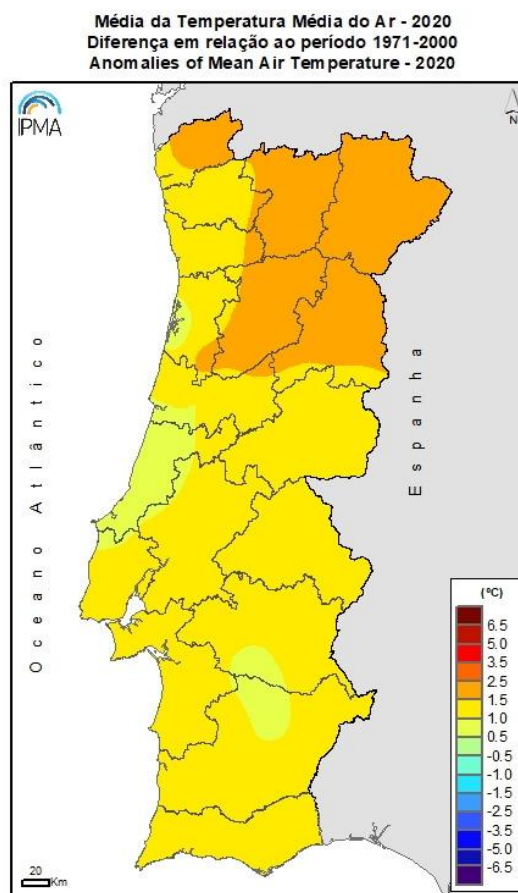 Média da Temperatura Média do Ar - 2020
Diferença em relação ao período 1971-2000
Anomalies of Mean Air Temperature - 2020
IPMA
N
Oceano Atlântico
Espanha
(ºC)
6.5
5.0
3.5
2.5
1.5
1.0
0.5
-0.5
-1.0
-1.5
-2.5
-3.5
-5.0
-6.5
20
Km